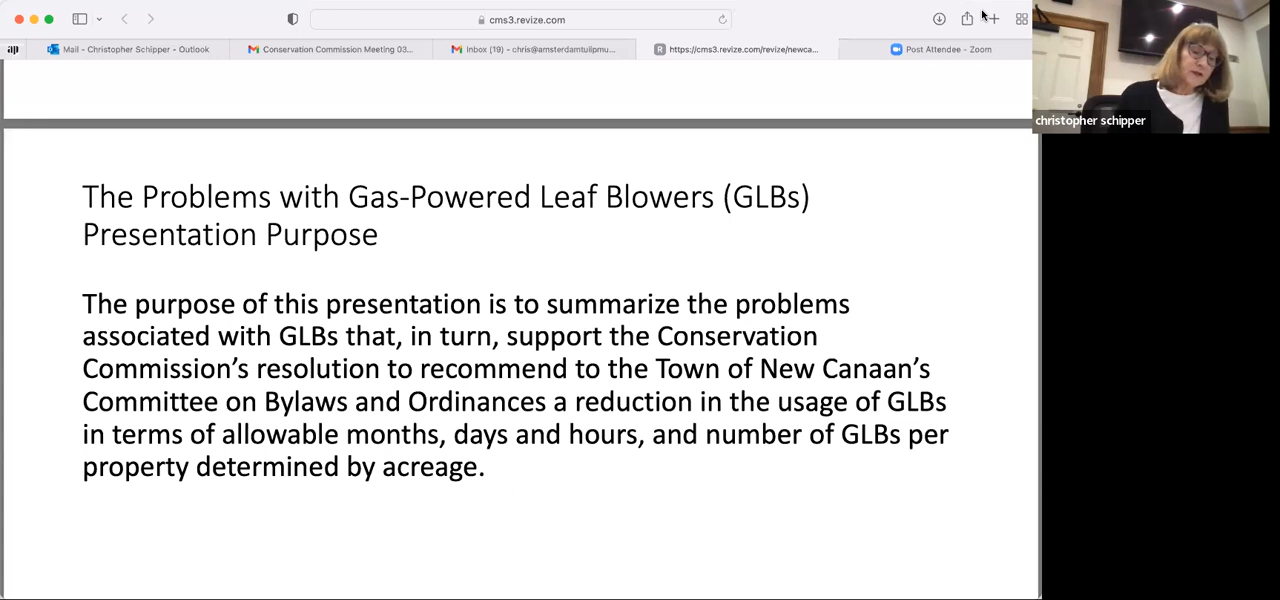 cms3.revize.com
ap
Mail - Christopher Schipper - Outlook
Conservation Commission Meeting 03...
Inbox (19) - chris@amsterdamtulipmu...
R
https://cms3.revize.com/revize/newca...
Post Attendee - Zoom
christopher schipper
The Problems with Gas-Powered Leaf Blowers (GLBs)
Presentation Purpose
The purpose of this presentation is to summarize the problems
associated with GLBs that, in turn, support the Conservation
Commission’s resolution to recommend to the Town of New Canaan’s
Committee on Bylaws and Ordinances a reduction in the usage of GLBs
in terms of allowable months, days and hours, and number of GLBs per
property determined by acreage.